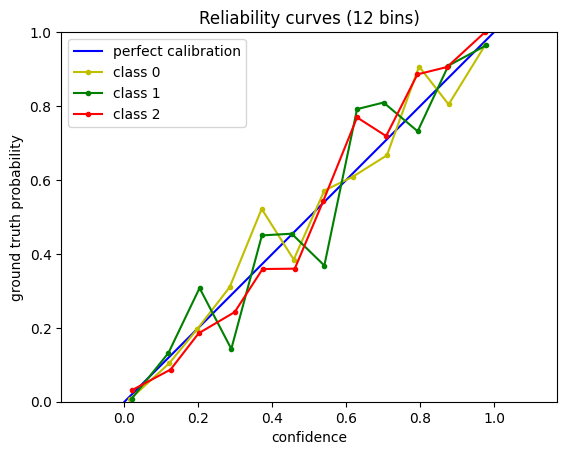 Reliability curves (12 bins)
perfect calibration
class 0
class 1
class 2
ground truth probability
1.0
0.8
0.6
0.4
0.2
0.0
0.0 0.2 0.4 0.6 0.8 1.0
confidence